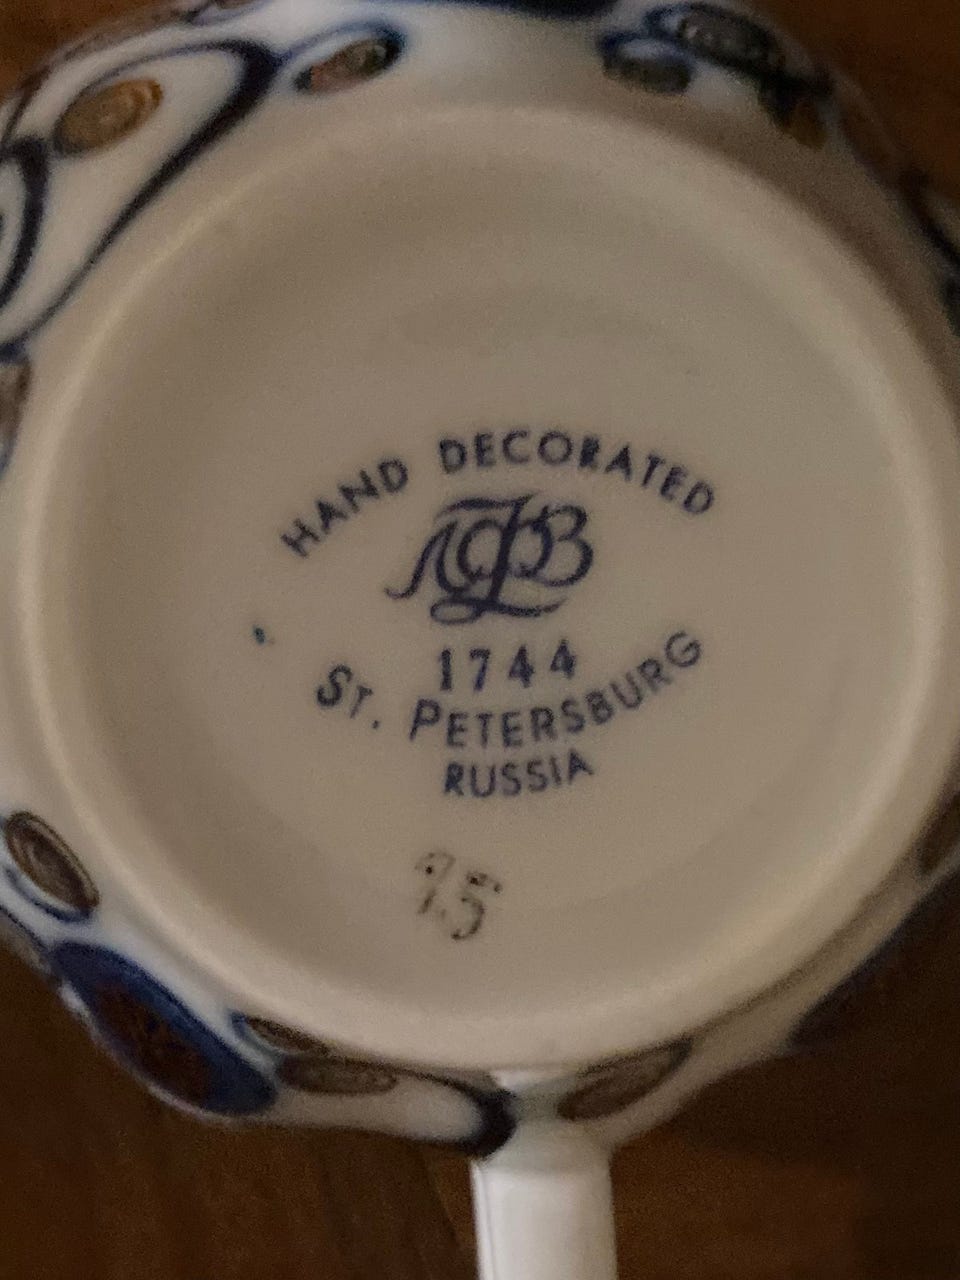 HAND DECORATED
ЛФЗ
1744
ST. PETERSBURG
RUSSIA